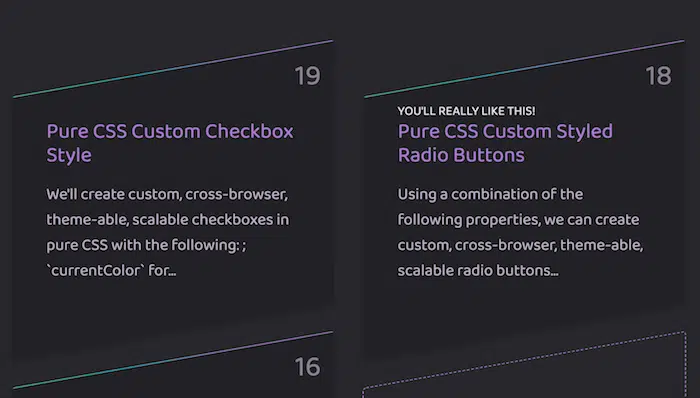 19
Pure CSS Custom Checkbox
Style
We'll create custom, cross-browser,
theme-able, scalable checkboxes in
pure CSS with the following: ;
`currentColor` for...
18
YOU'LL REALLY LIKE THIS!
Pure CSS Custom Styled
Radio Buttons
Using a combination of the
following properties, we can create
custom, cross-browser, theme-able,
scalable radio buttons...
16